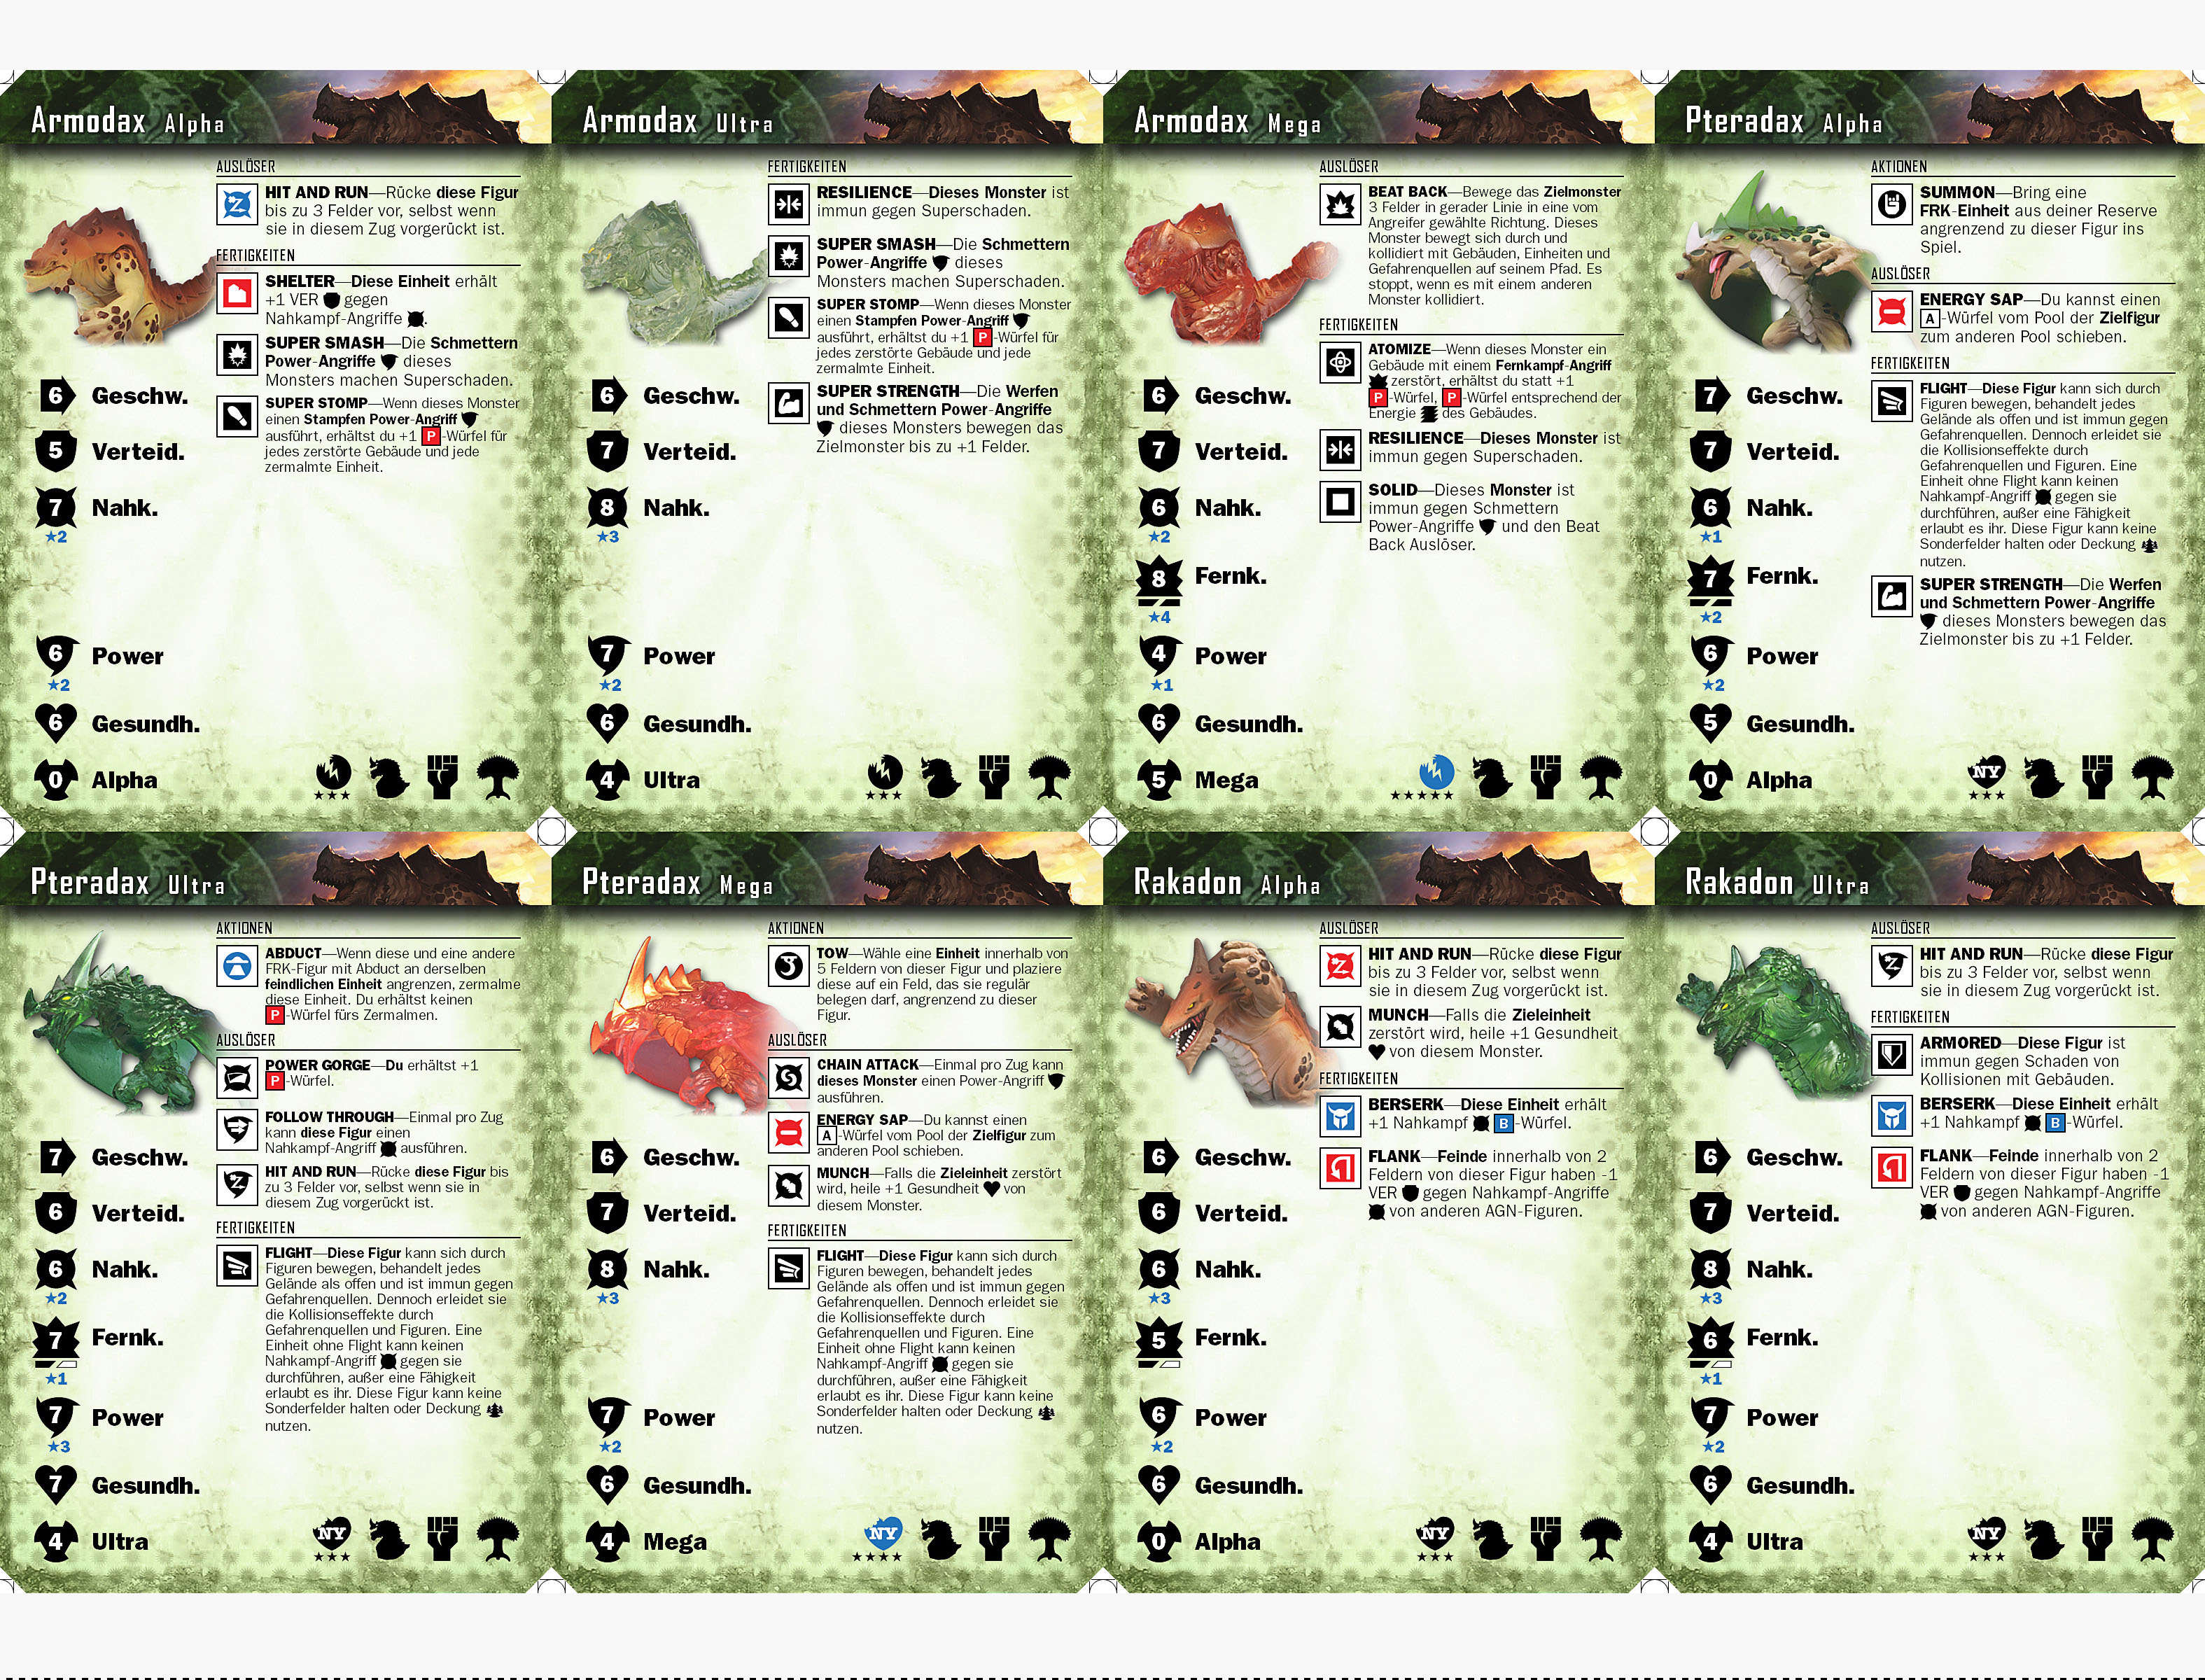 Armodax Alpha
AUSLÖSER
HIT AND RUN—Rücke diese Figur
bis zu 3 Felder vor, selbst wenn
sie in diesem Zug vorgerückt ist.
FERTIGKEITEN
SHELTER—Diese Einheit erhält
+1 VER gegen
Nahkampf-Angriffe .
SUPER SMASH—Die Schmettern
Power-Angriffe dieses
Monsters machen Superschaden.
SUPER STOMP—Wenn dieses Monster
einen Stampfen Power-Angriff
ausführt, erhältst du +1 P-Würfel für
jedes zerstörte Gebäude und jede
zermalmte Einheit.
6 Geschw.
5 Verteid.
7 Nahk.
★2
6 Power
★2
6 Gesundh.
0 Alpha
★★★
Armodax Ultra
FERTIGKEITEN
RESILIENCE—Dieses Monster ist
immun gegen Superschaden.
SUPER SMASH—Die Schmettern
Power-Angriffe dieses
Monsters machen Superschaden.
SUPER STOMP—Wenn dieses Monster
einen Stampfen Power-Angriff
ausführt, erhältst du +1 P-Würfel für
jedes zerstörte Gebäude und jede
zermalmte Einheit.
SUPER STRENGTH—Die Werfen
und Schmettern Power-Angriffe
dieses Monsters bewegen das
Zielmonster bis zu +1 Felder.
6 Geschw.
7 Verteid.
8 Nahk.
★3
7 Power
★2
6 Gesundh.
4 Ultra
★★★
Armodax Mega
AUSLÖSER
BEAT BACK—Bewege das Zielmonster
3 Felder in gerader Linie in eine vom
Angreifer gewählte Richtung. Dieses
Monster bewegt sich durch und
kollidiert mit Gebäuden, Einheiten und
Gefahrenquellen auf seinem Pfad. Es
stoppt, wenn es mit einem anderen
Monster kollidiert.
FERTIGKEITEN
ATOMIZE—Wenn dieses Monster ein
Gebäude mit einem Fernkampf-Angriff
zerstört, erhältst du statt +1
P-Würfel, P-Würfel entsprechend der
Energie des Gebäudes.
RESILIENCE—Dieses Monster ist
immun gegen Superschaden.
SOLID—Dieses Monster ist
immun gegen Schmettern
Power-Angriffe und den Beat
Back Auslöser.
6 Geschw.
7 Verteid.
6 Nahk.
★2
8 Fernk.
★4
4 Power
★1
6 Gesundh.
5 Mega
★★★★★
Pteradax Alpha
AKTIONEN
SUMMON—Bring eine
FRK-Einheit aus deiner Reserve
angrenzend zu dieser Figur ins
Spiel.
AUSLÖSER
ENERGY SAP—Du kannst einen
A-Würfel vom Pool der Zielfigur
zum anderen Pool schieben.
FERTIGKEITEN
FLIGHT—Diese Figur kann sich durch
Figuren bewegen, behandelt jedes
Gelände als offen und ist immun gegen
Gefahrenquellen. Dennoch erleidet sie
die Kollisionseffekte durch
Gefahrenquellen und Figuren. Eine
Einheit ohne Flight kann keinen
Nahkampf-Angriff gegen sie
durchführen, außer eine Fähigkeit
erlaubt es ihr. Diese Figur kann keine
Sonderfelder halten oder Deckung
nutzen.
SUPER STRENGTH—Die Werfen
und Schmettern Power-Angriffe
dieses Monsters bewegen das
Zielmonster bis zu +1 Felder.
7 Geschw.
7 Verteid.
6 Nahk.
★1
7 Fernk.
★2
6 Power
★2
5 Gesundh.
0 Alpha
NY
★★★
Pteradax Ultra
AKTIONEN
ABDUCT—Wenn diese und eine andere
FRK-Figur mit Abduct an derselben
feindlichen Einheit angrenzen, zermalme
diese Einheit. Du erhältst keinen
P-Würfel fürs Zermalmen.
AUSLÖSER
POWER GORGE—Du erhältst +1
P-Würfel.
FOLLOW THROUGH—Einmal pro Zug
kann diese Figur einen
Nahkampf-Angriff ausführen.
HIT AND RUN—Rücke diese Figur bis
zu 3 Felder vor, selbst wenn sie in
diesem Zug vorgerückt ist.
FERTIGKEITEN
FLIGHT—Diese Figur kann sich durch
Figuren bewegen, behandelt jedes
Gelände als offen und ist immun gegen
Gefahrenquellen. Dennoch erleidet sie
die Kollisionseffekte durch
Gefahrenquellen und Figuren. Eine
Einheit ohne Flight kann keinen
Nahkampf-Angriff gegen sie
durchführen, außer eine Fähigkeit
erlaubt es ihr. Diese Figur kann keine
Sonderfelder halten oder Deckung
nutzen.
7 Geschw.
6 Verteid.
6 Nahk.
★2
7 Fernk.
★1
7 Power
★3
7 Gesundh.
4 Ultra
NY
★★★
Pteradax Mega
AKTIONEN
TOW—Wähle eine Einheit innerhalb von
5 Feldern von dieser Figur und plaziere
diese auf ein Feld, das sie regulär
belegen darf, angrenzend zu dieser
Figur.
AUSLÖSER
CHAIN ATTACK—Einmal pro Zug kann
dieses Monster einen Power-Angriff
ausführen.
ENERGY SAP—Du kannst einen
A-Würfel vom Pool der Zielfigur zum
anderen Pool schieben.
MUNCH—Falls die Zieleinheit zerstört
wird, heile +1 Gesundheit von
diesem Monster.
FERTIGKEITEN
FLIGHT—Diese Figur kann sich durch
Figuren bewegen, behandelt jedes
Gelände als offen und ist immun gegen
Gefahrenquellen. Dennoch erleidet sie
die Kollisionseffekte durch
Gefahrenquellen und Figuren. Eine
Einheit ohne Flight kann keinen
Nahkampf-Angriff gegen sie
durchführen, außer eine Fähigkeit
erlaubt es ihr. Diese Figur kann keine
Sonderfelder halten oder Deckung
nutzen.
6 Geschw.
7 Verteid.
8 Nahk.
★3
7 Power
★2
6 Gesundh.
4 Mega
NY
★★★★
Rakadon Alpha
AUSLÖSER
HIT AND RUN—Rücke diese Figur
bis zu 3 Felder vor, selbst wenn
sie in diesem Zug vorgerückt ist.
MUNCH—Falls die Zieleinheit
zerstört wird, heile +1 Gesundheit
von diesem Monster.
FERTIGKEITEN
BERSERK—Diese Einheit erhält
+1 Nahkampf B-Würfel.
FLANK—Feinde innerhalb von 2
Feldern von dieser Figur haben -1
VER gegen Nahkampf-Angriffe
von anderen AGN-Figuren.
6 Geschw.
6 Verteid.
6 Nahk.
★3
5 Fernk.
6 Power
★2
6 Gesundh.
0 Alpha
NY
★★★
Rakadon Ultra
AUSLÖSER
HIT AND RUN—Rücke diese Figur
bis zu 3 Felder vor, selbst wenn
sie in diesem Zug vorgerückt ist.
FERTIGKEITEN
ARMORED—Diese Figur ist
immun gegen Schaden von
Kollisionen mit Gebäuden.
BERSERK—Diese Einheit erhält
+1 Nahkampf B-Würfel.
FLANK—Feinde innerhalb von 2
Feldern von dieser Figur haben -1
VER gegen Nahkampf-Angriffe
von anderen AGN-Figuren.
6 Geschw.
7 Verteid.
8 Nahk.
★3
6 Fernk.
★1
7 Power
★2
6 Gesundh.
4 Ultra
NY
★★★